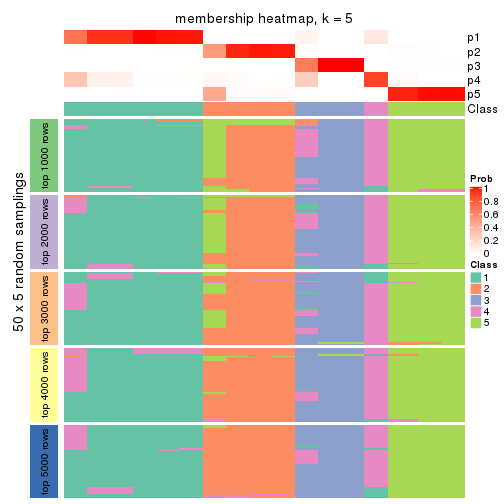 membership heatmap, k = 5
p1
p2
p3
p4
p5
Class
50 x 5 random samplings
top 1000 rows
top 2000 rows
top 3000 rows
top 4000 rows
top 5000 rows
Prob
1
0.8
0.6
0.4
0.2
0
Class
1
2
3
4
5